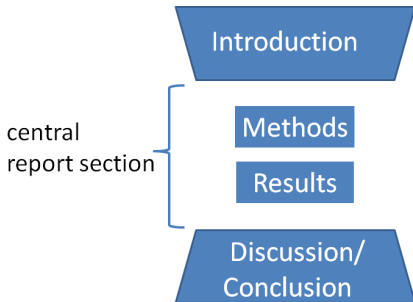 Introduction
central
report section
Methods
Results
Discussion/
Conclusion